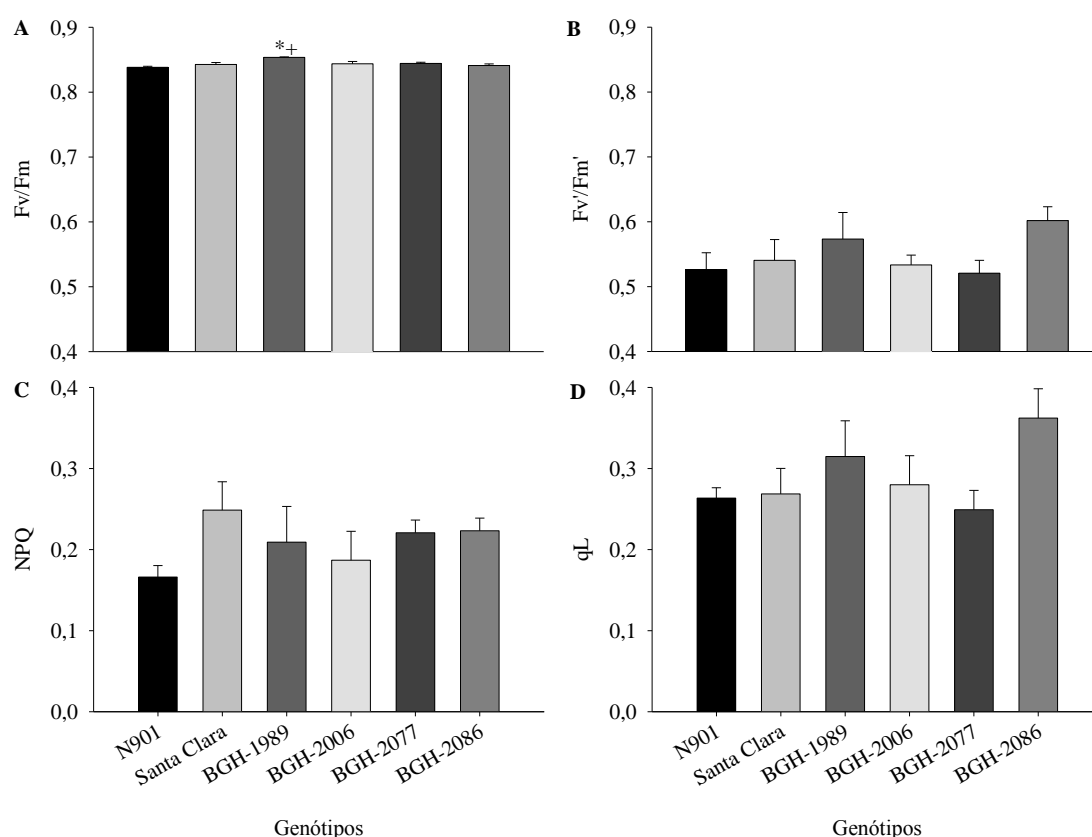 A
0,9
0,8
0,7
0,6
0,5
0,4
Fv/Fm
*+
B
0,9
0,8
0,7
0,6
0,5
0,4
Fv'/Fm'
C
0,4
0,3
0,2
0,1
0,0
NPQ
N901
Santa Clara
BGH-1989
BGH-2006
BGH-2077
BGH-2086
Genótipos
D
0,4
0,3
0,2
0,1
0,0
qL
N901
Santa Clara
BGH-1989
BGH-2006
BGH-2077
BGH-2086
Genótipos